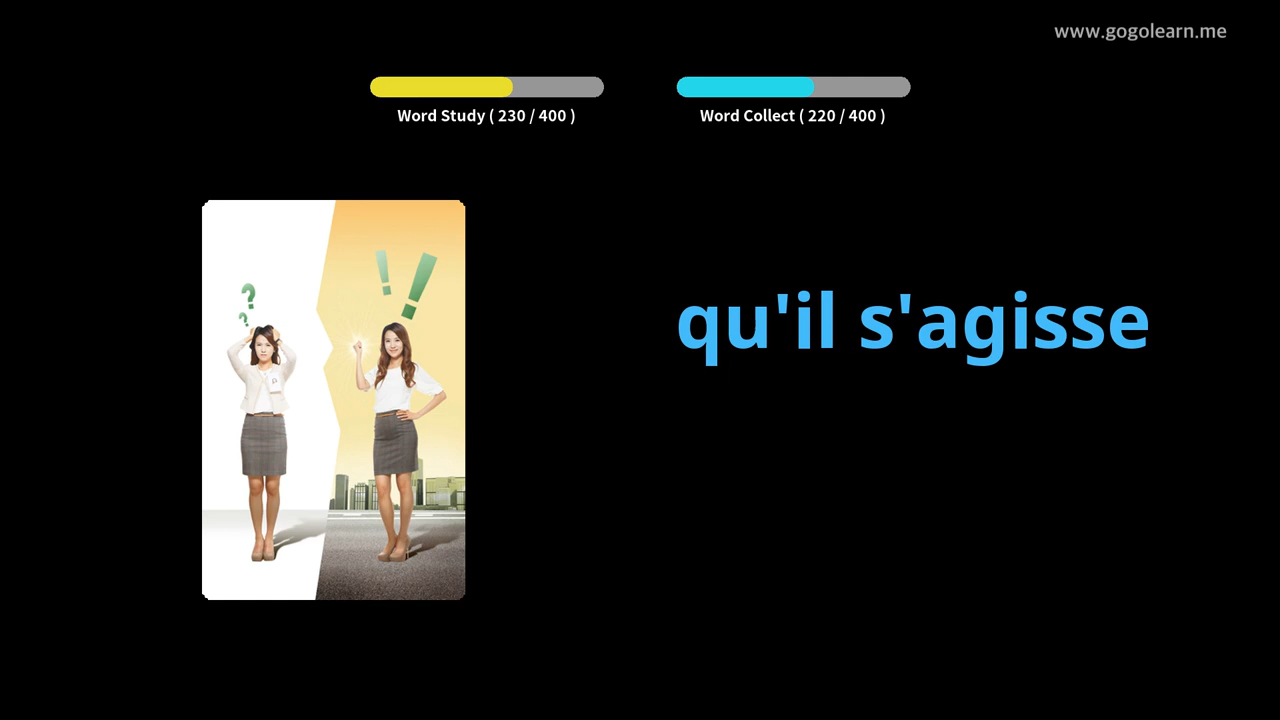 www.gogolearn.me
Word Study ( 230 / 400 )
Word Collect ( 220 / 400 )
? ?
! !
qu'il s'agisse